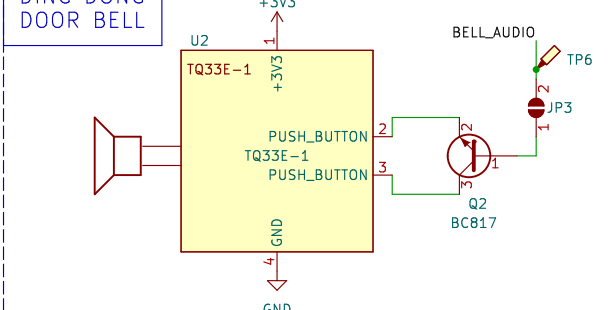 DING DONG
DOOR BELL
+3V3
BELL_AUDIO
U2
1
TQ33E-1
+3V3
TP6
2
JP3
1
PUSH_BUTTON
2
2
TQ33E-1
1
PUSH_BUTTON
3
3
Q2
BC817
GND
4
GND